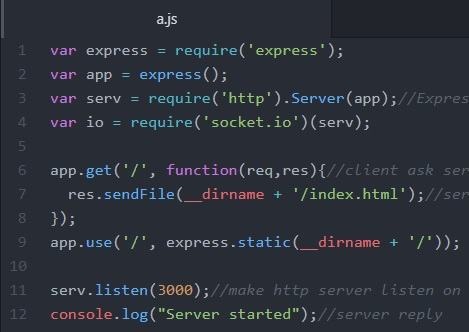 a.js
1 var express = require('express');
2 var app = express();
3 var serv = require('http').Server(app);//Expres
4 var io = require('socket.io')(serv);
5
6 app.get('/', function(req,res){//client ask ser
7 res.sendFile(__dirname + '/index.html');//ser
8 });
9 app.use('/', express.static(__dirname + '/'));
10
11 serv.listen(3000);//make http server listen on
12 console.log("Server started");//server reply